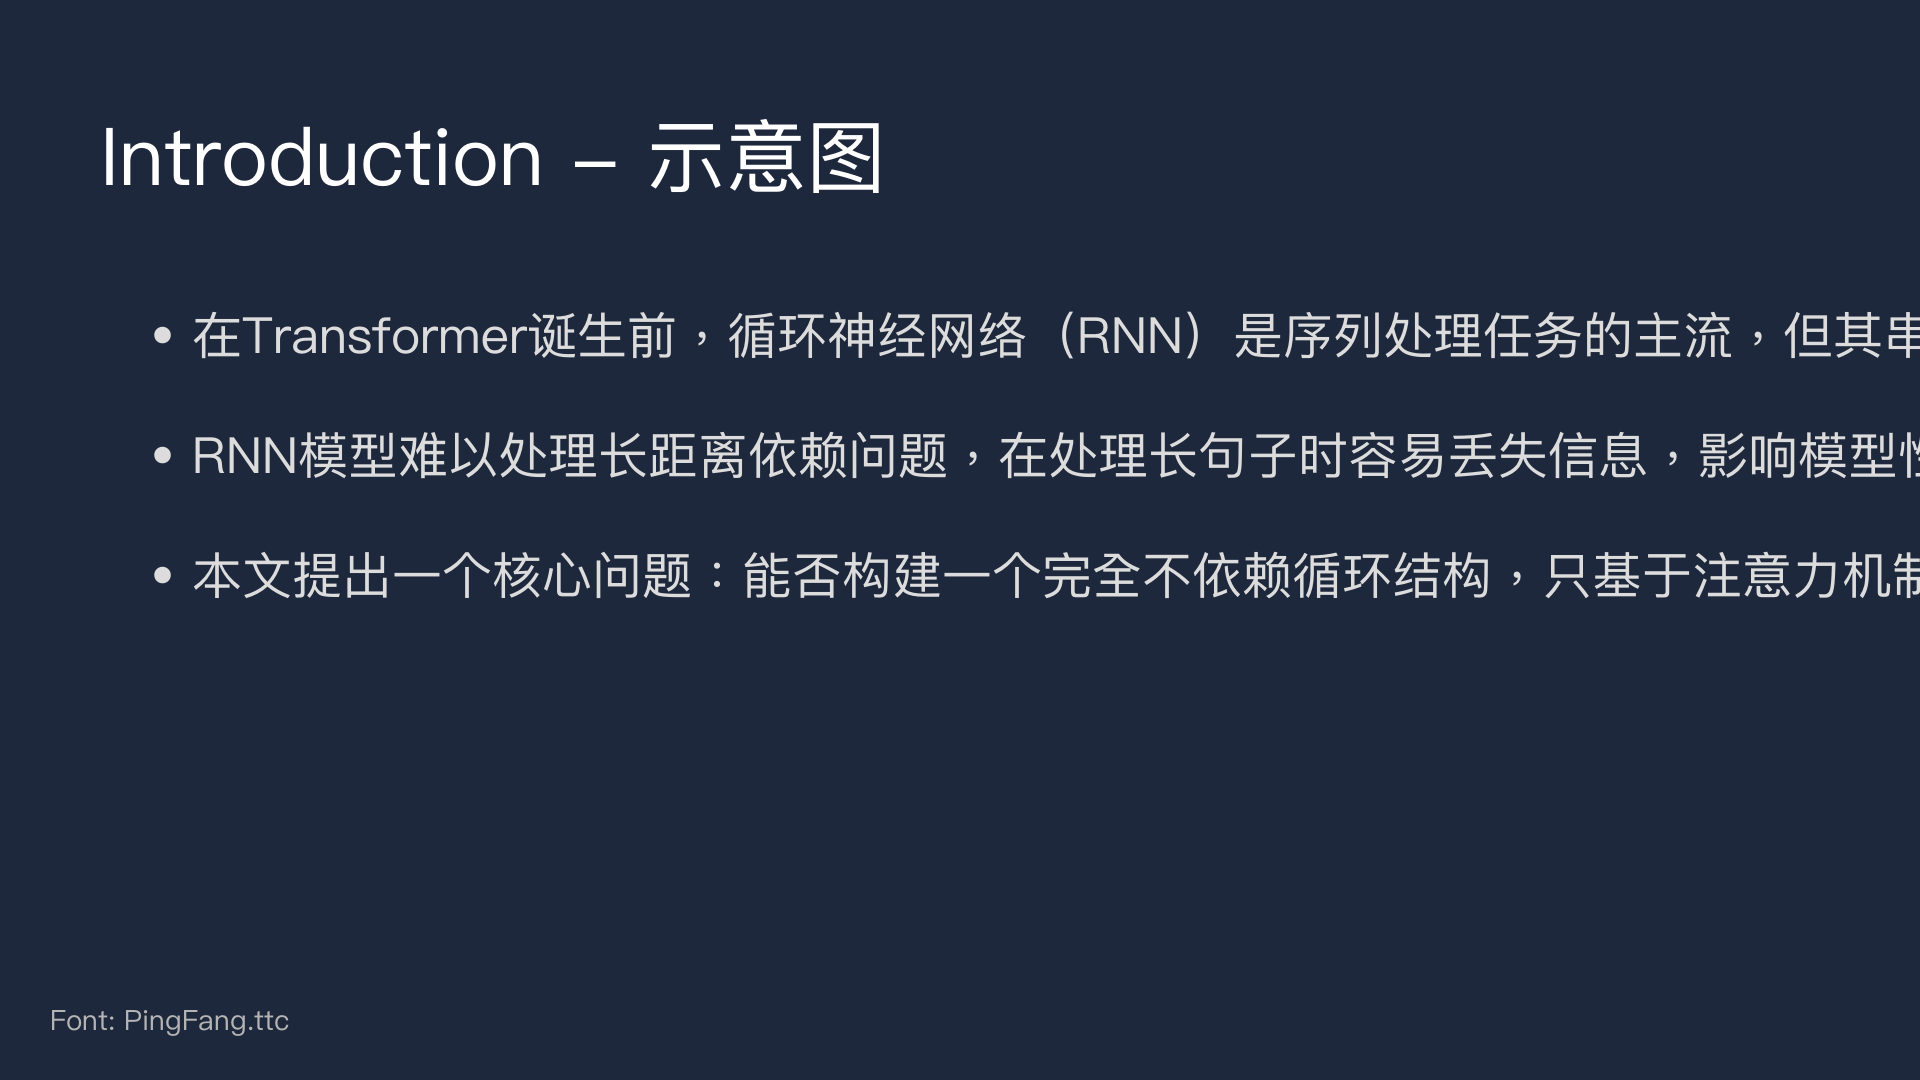 Introduction – 示意图
• 在Transformer诞生前，循环神经网络（RNN）是序列处理任务的主流，但其串
• RNN模型难以处理长距离依赖问题，在处理长句子时容易丢失信息，影响模型
• 本文提出一个核心问题：能否构建一个完全不依赖循环结构，只基于注意力机制
Font: PingFang.ttc